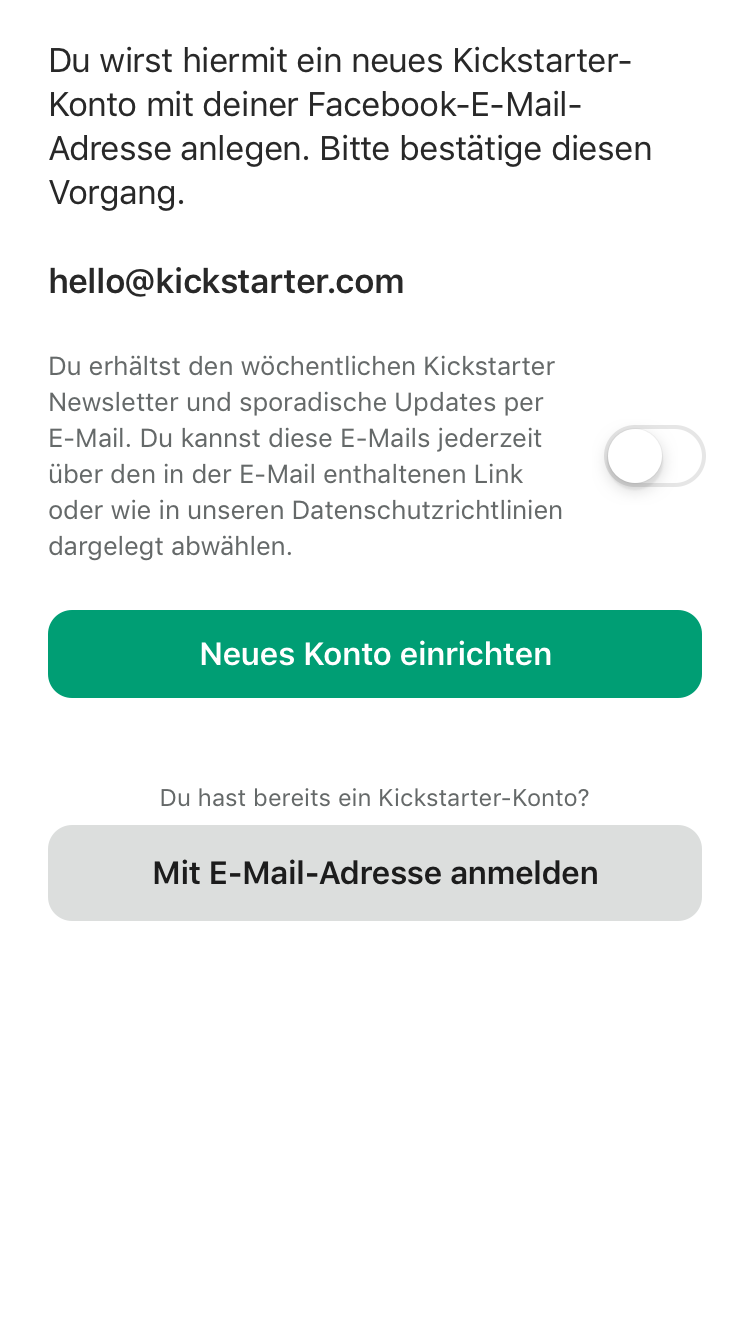 Du wirst hiermit ein neues Kickstarter-
Konto mit deiner Facebook-E-Mail-
Adresse anlegen. Bitte bestätige diesen
Vorgang.
hello@kickstarter.com
Du erhältst den wöchentlichen Kickstarter
Newsletter und sporadische Updates per
E-Mail. Du kannst diese E-Mails jederzeit
über den in der E-Mail enthaltenen Link
oder wie in unseren Datenschutzrichtlinien
dargelegt abwählen.
Neues Konto einrichten
Du hast bereits ein Kickstarter-Konto?
Mit E-Mail-Adresse anmelden